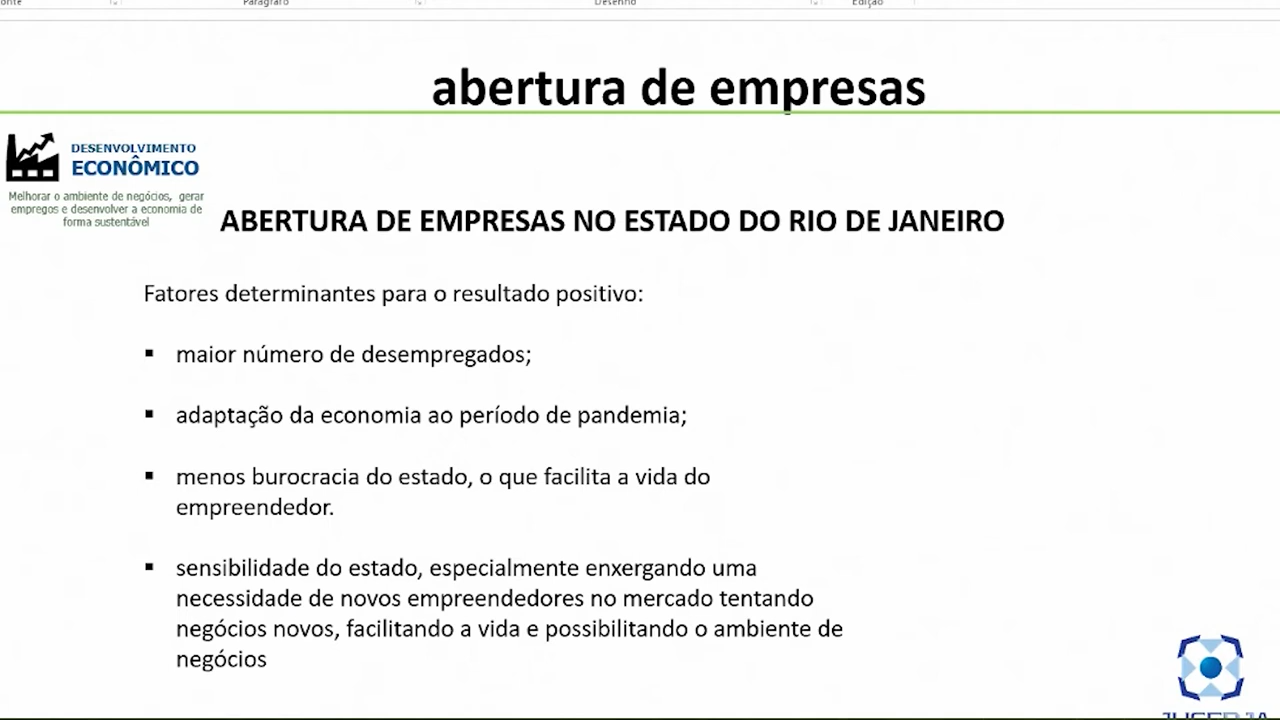 Parágrafo
Desenho
Edição
abertura de empresas
DESENVOLVIMENTO
ECONÔMICO
Melhorar o ambiente de negócios, gerar
empregos e desenvolver a economia de
forma sustentável
ABERTURA DE EMPRESAS NO ESTADO DO RIO DE JANEIRO
Fatores determinantes para o resultado positivo:
▪ maior número de desempregados;
▪ adaptação da economia ao período de pandemia;
▪ menos burocracia do estado, o que facilita a vida do
empreendedor.
▪ sensibilidade do estado, especialmente enxergando uma
necessidade de novos empreendedores no mercado tentando
negócios novos, facilitando a vida e possibilitando o ambiente de
negócios